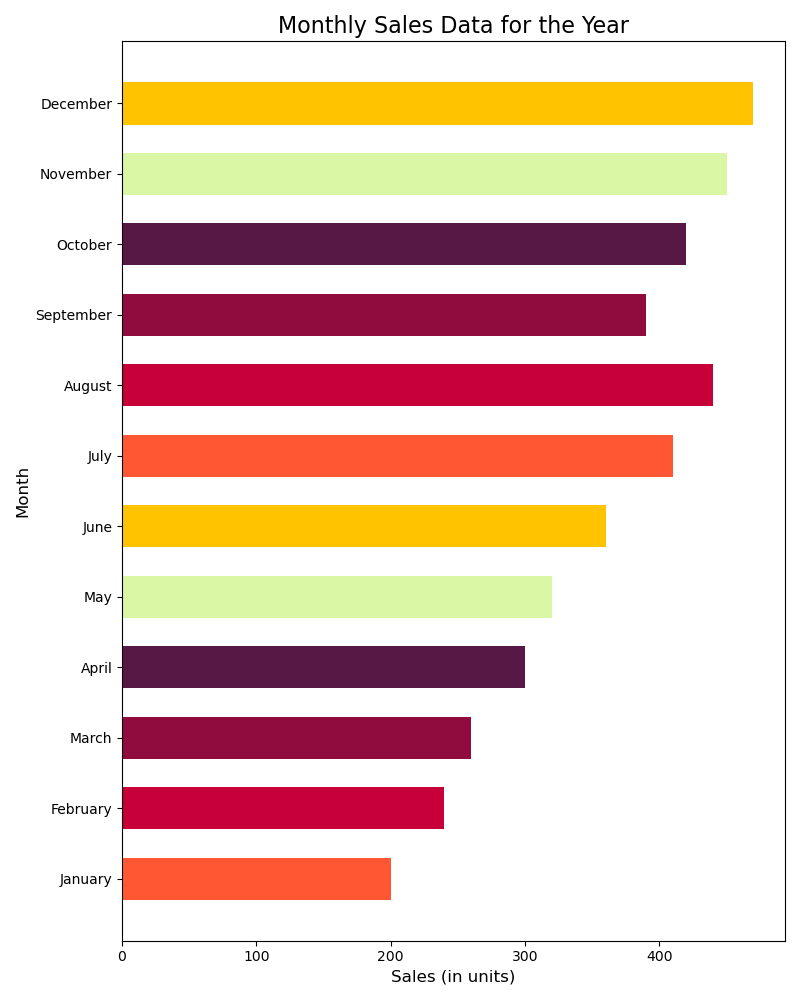 Monthly Sales Data for the Year
December
November
October
September
August
July
June
May
April
March
February
January
Month
0 100 200 300 400
Sales (in units)